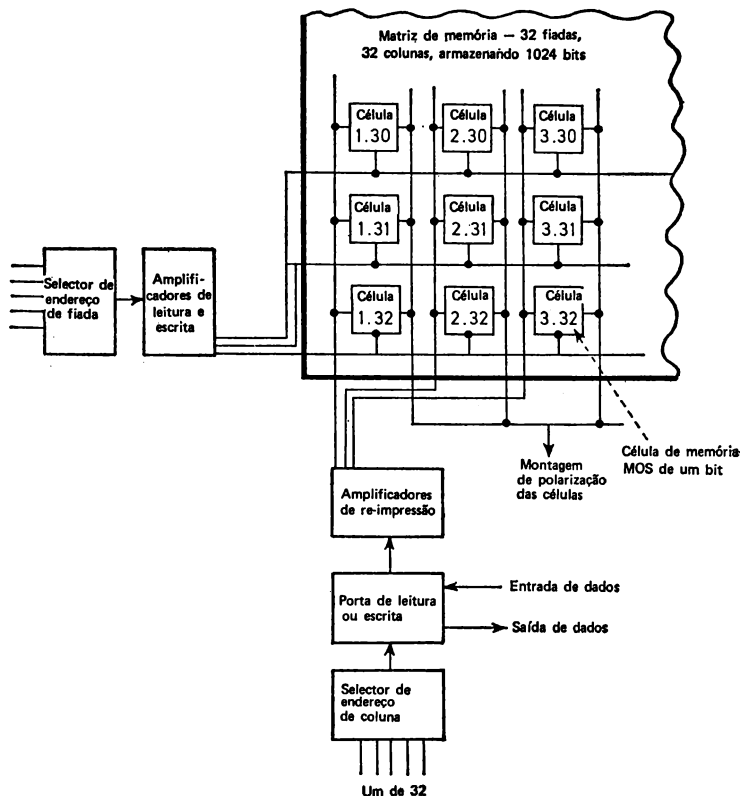 Matriz de memória — 32 fiadas,
32 colunas, armazenando 1024 bits
Célula
1.30
Célula
2.30
Célula
3.30
Célula
1.31
Célula
2.31
Célula
3.31
Selector de
endereço
de fiada
Amplifi-
cadores de
leitura e
escrita
Célula
1.32
Célula
2.32
Célula
3.32
Célula de memória
MOS de um bit
Montagem
de polarização
das células
Amplificadores
de re-impressão
Porta de leitura
ou escrita
Entrada de dados
Saída de dados
Selector de
endereço
de coluna
Um de 32